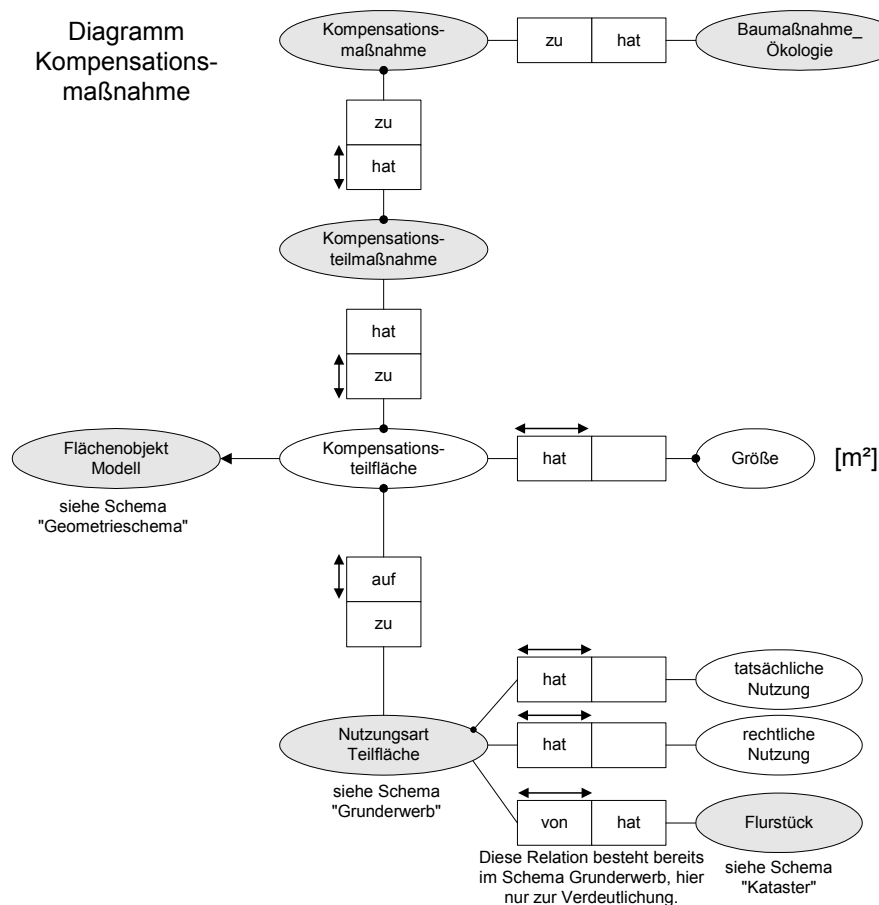 Diagramm
Kompensations-
maßnahme
Kompensations-
maßnahme
zu
hat
Baumaßnahme_
Ökologie
zu
hat
Kompensations-
teilmaßnahme
hat
zu
Flächenobjekt
Modell
siehe Schema
"Geometrieschema"
Kompensations-
teilfläche
hat
Größe
[m²]
auf
zu
hat
tatsächliche
Nutzung
Nutzungsart
Teilfläche
siehe Schema
"Grunderwerb"
hat
rechtliche
Nutzung
von
hat
Flurstück
Diese Relation besteht bereits
im Schema Grunderwerb, hier
nur zur Verdeutlichung.
siehe Schema
"Kataster"